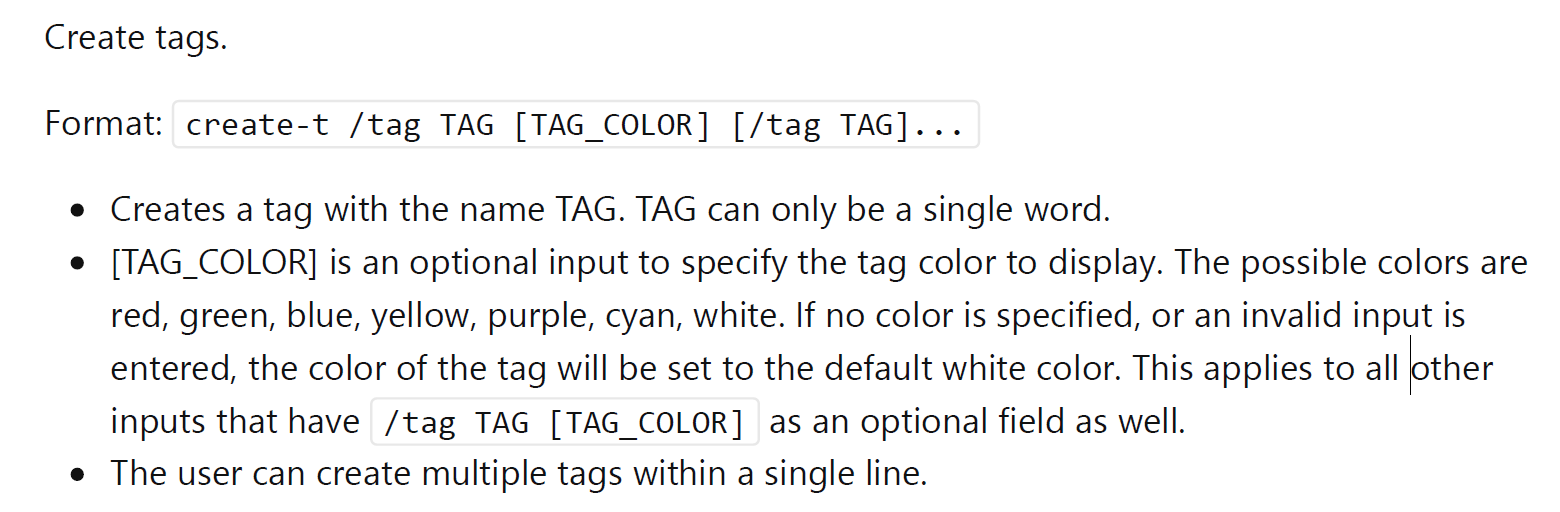 Create tags.
Format: create-t /tag TAG [TAG_COLOR] [/tag TAG]...
• Creates a tag with the name TAG. TAG can only be a single word.
• [TAG_COLOR] is an optional input to specify the tag color to display. The possible colors are
red, green, blue, yellow, purple, cyan, white. If no color is specified, or an invalid input is
entered, the color of the tag will be set to the default white color. This applies to all other
inputs that have /tag TAG [TAG_COLOR] as an optional field as well.
• The user can create multiple tags within a single line.